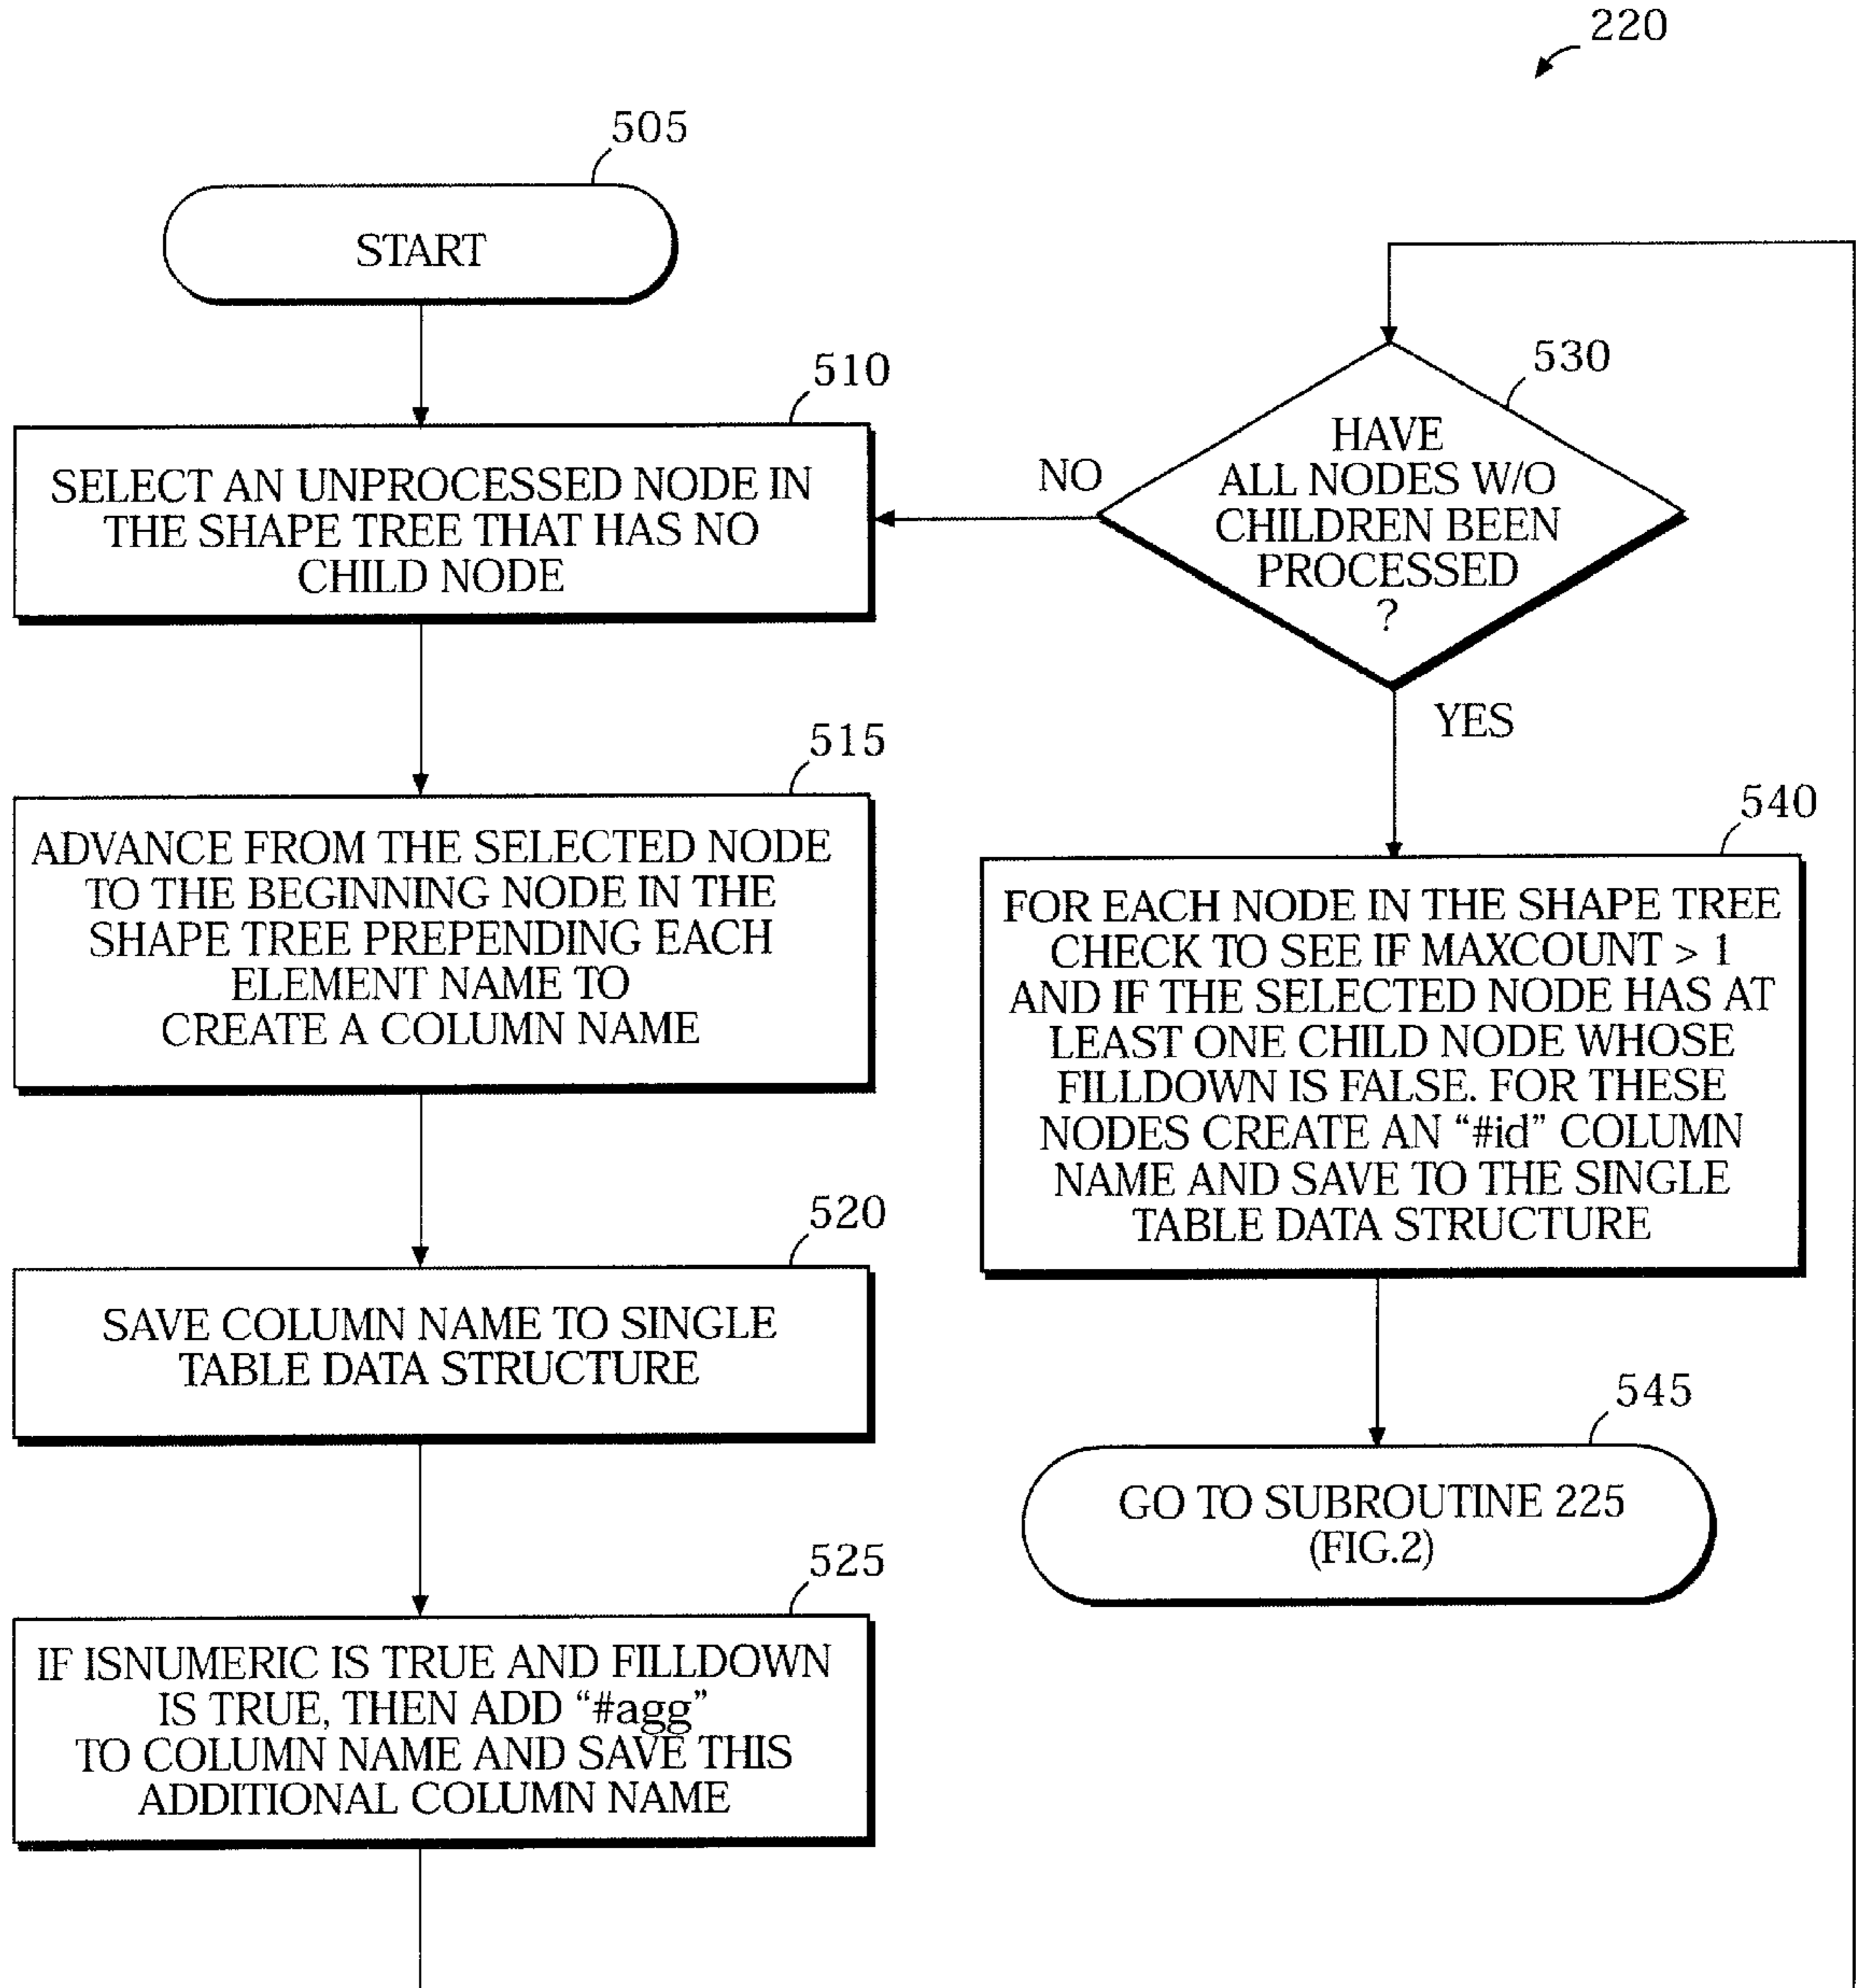 220
505
START
510
SELECT AN UNPROCESSED NODE IN
THE SHAPE TREE THAT HAS NO
CHILD NODE
515
ADVANCE FROM THE SELECTED NODE
TO THE BEGINNING NODE IN THE
SHAPE TREE PREPENDING EACH
ELEMENT NAME TO
CREATE A COLUMN NAME
520
SAVE COLUMN NAME TO SINGLE
TABLE DATA STRUCTURE
525
IF ISNUMERIC IS TRUE AND FILLDOWN
IS TRUE, THEN ADD “#agg”
TO COLUMN NAME AND SAVE THIS
ADDITIONAL COLUMN NAME
530
HAVE
ALL NODES W/O
CHILDREN BEEN
PROCESSED
?
NO
YES
540
FOR EACH NODE IN THE SHAPE TREE
CHECK TO SEE IF MAXCOUNT > 1
AND IF THE SELECTED NODE HAS AT
LEAST ONE CHILD NODE WHOSE
FILLDOWN IS FALSE. FOR THESE
NODES CREATE AN “#id” COLUMN
NAME AND SAVE TO THE SINGLE
TABLE DATA STRUCTURE
545
GO TO SUBROUTINE 225
(FIG.2)